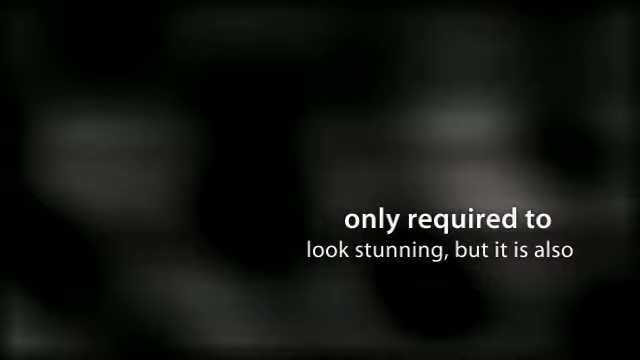 only required to
look stunning, but it is also